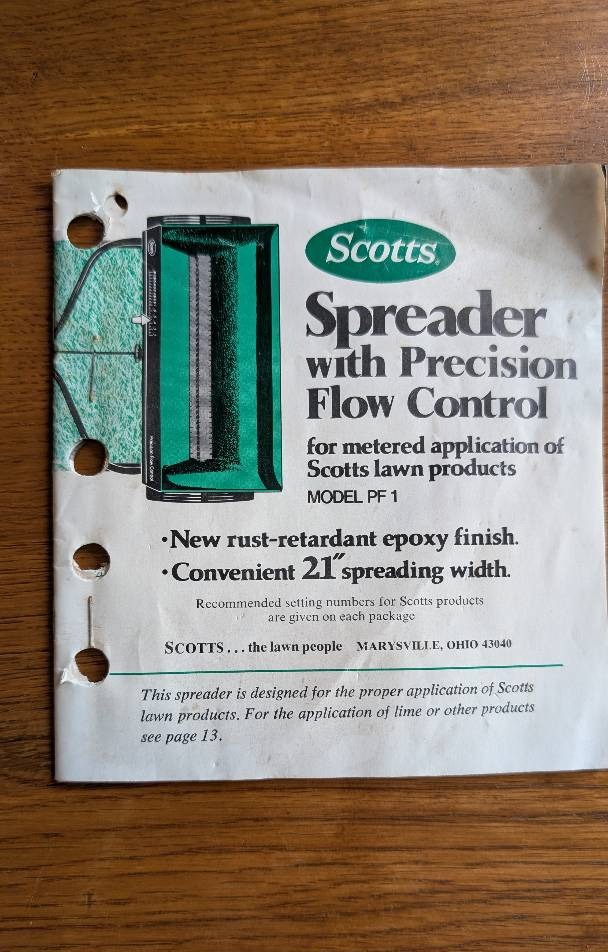 Scotts®
Spreader
with Precision
Flow Control
for metered application of
Scotts lawn products
MODEL PF 1
•New rust-retardant epoxy finish.
•Convenient 21″ spreading width.
Recommended setting numbers for Scotts products
are given on each package
SCOTTS...the lawn people MARYSVILLE, OHIO 43040
This spreader is designed for the proper application of Scotts
lawn products. For the application of lime or other products
see page 13.